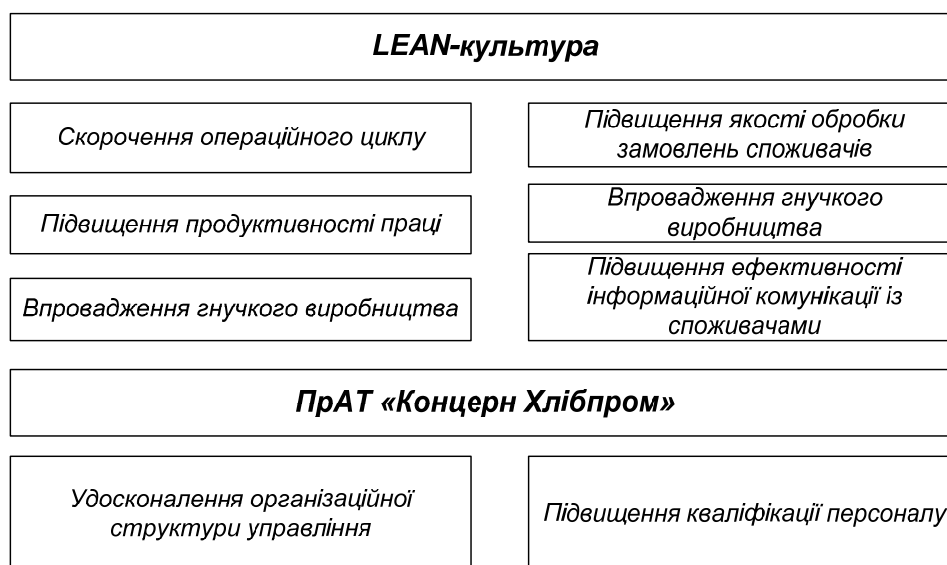 LEAN-культура
Скорочення операційного циклу
Підвищення якості обробки
замовлень споживачів
Підвищення продуктивності праці
Впровадження гнучкого
виробництва
Впровадження гнучкого виробництва
Підвищення ефективності
інформаційної комунікації із
споживачами
ПрАТ «Концерн Хлібпром»
Удосконалення організаційної
структури управління
Підвищення кваліфікації персоналу